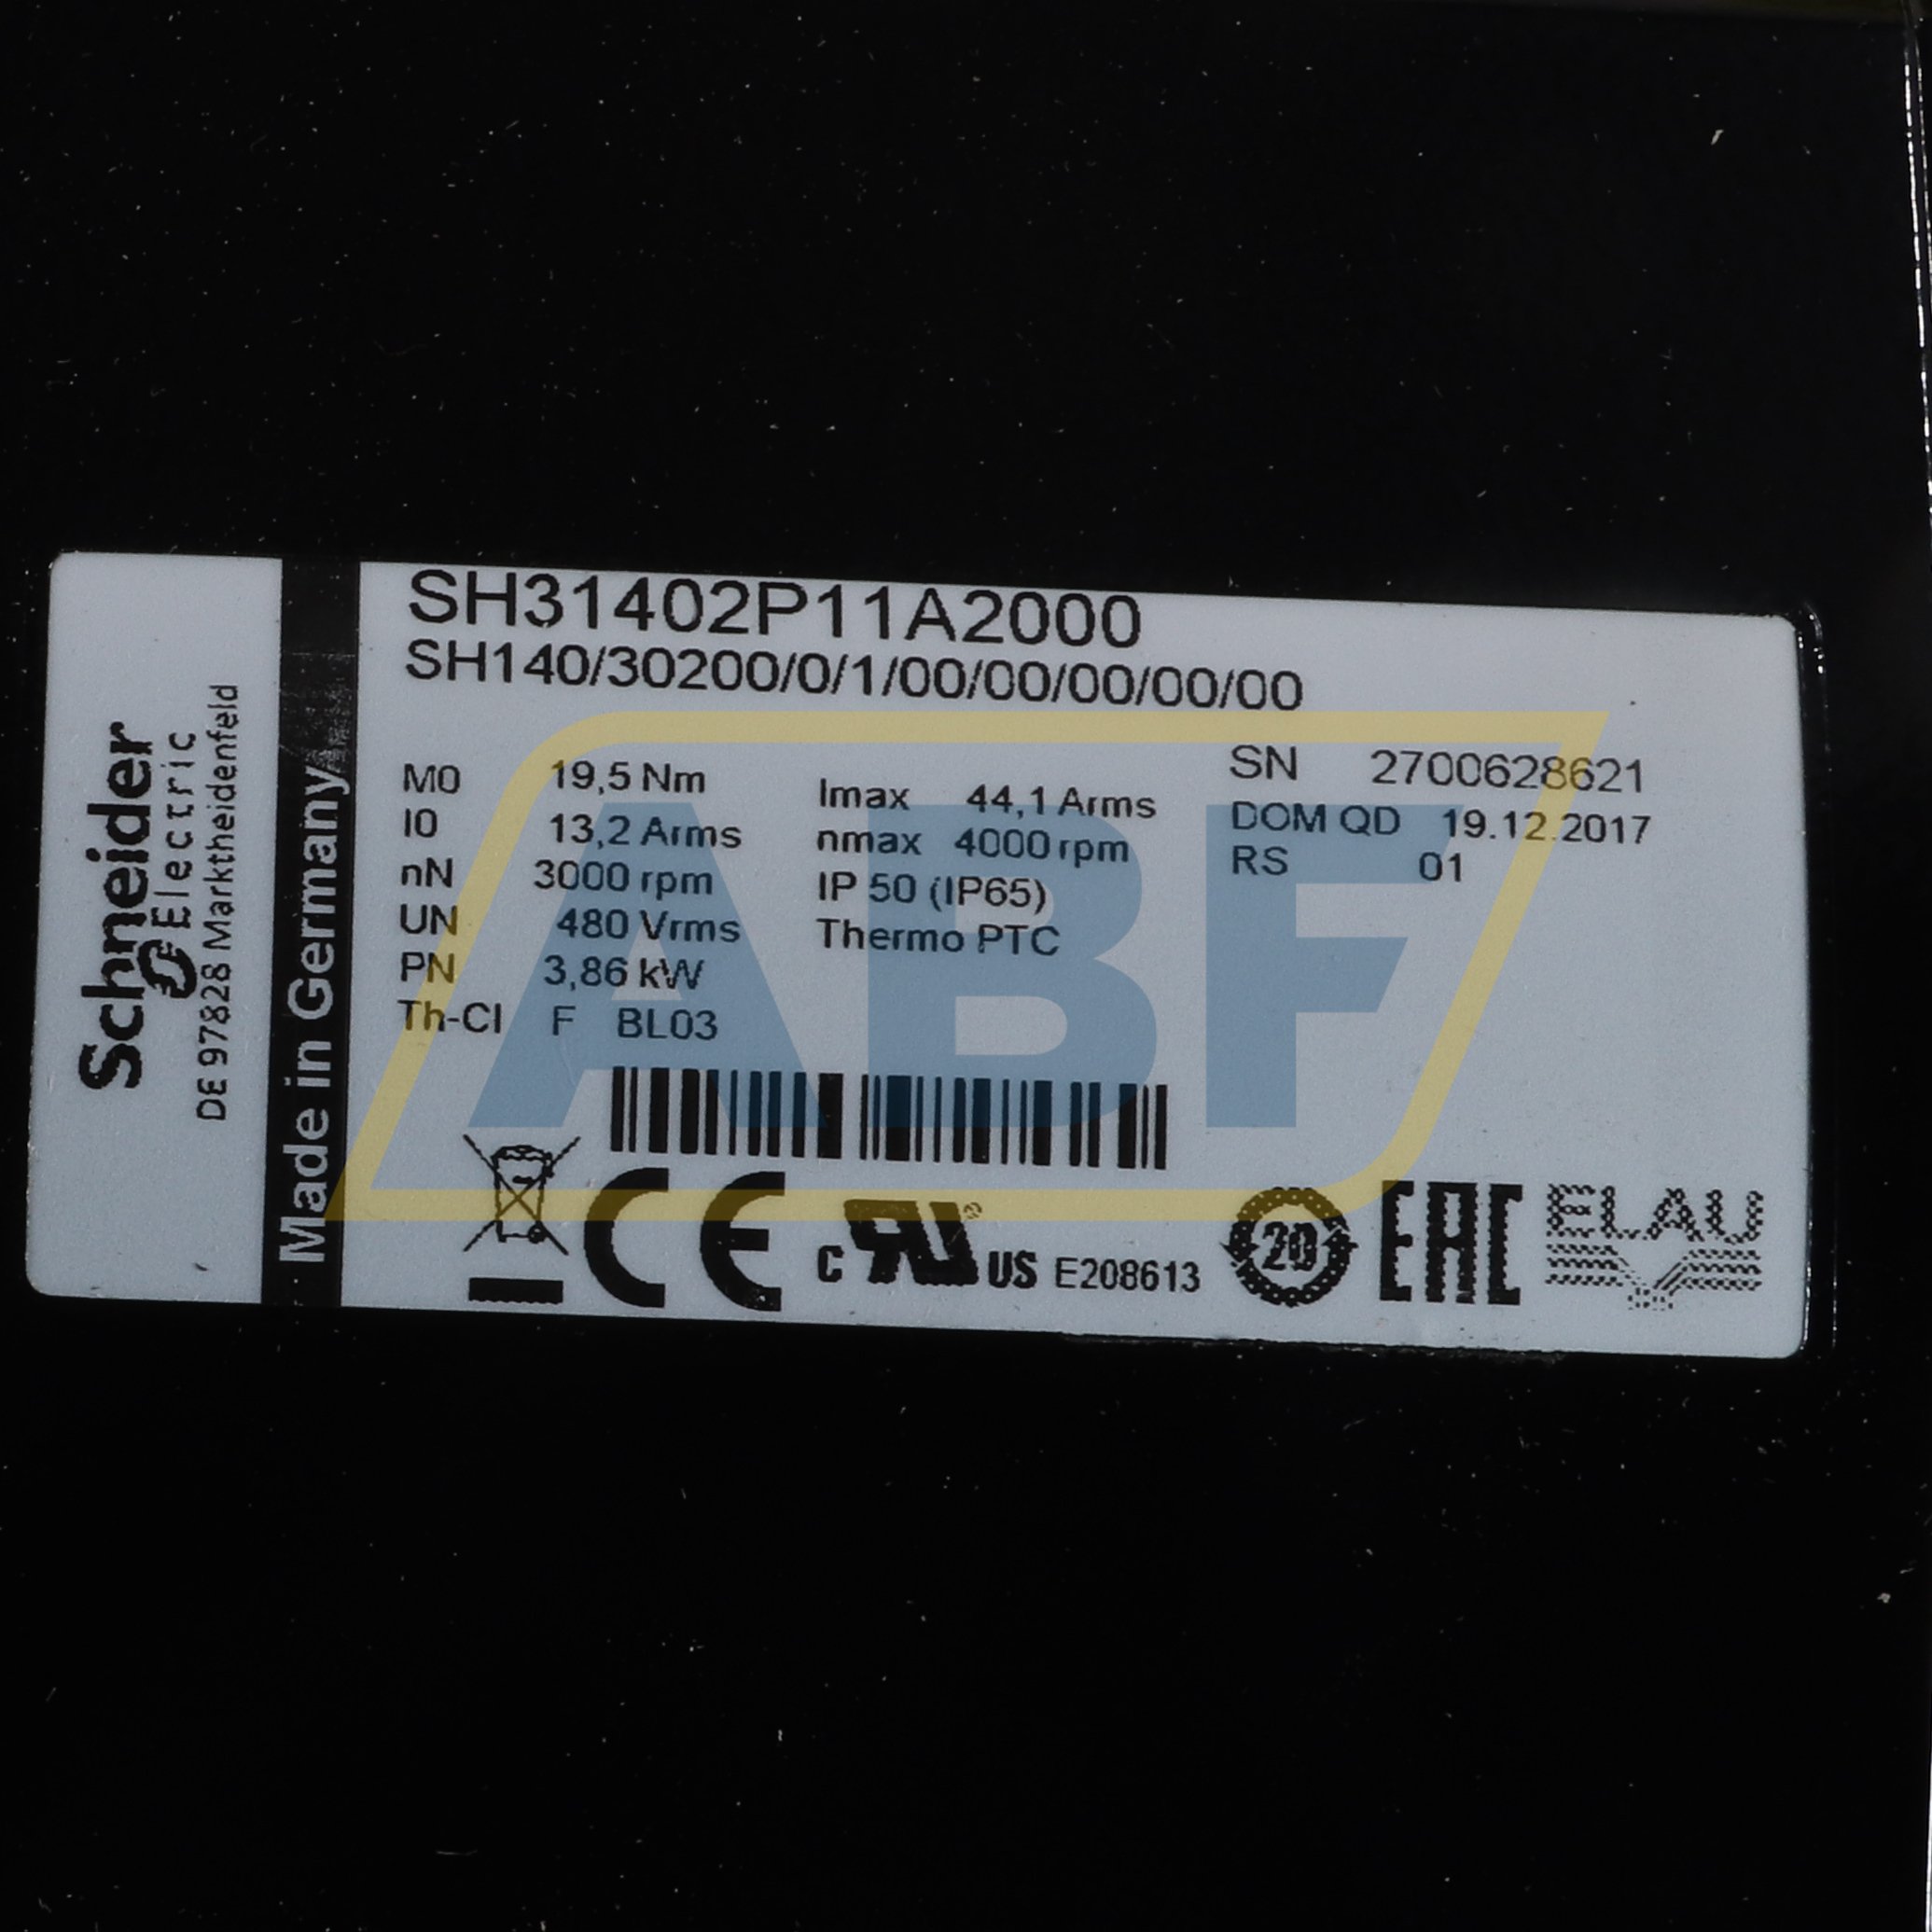 Schneider
Electric
DE 97828 Marktheidenfeld
Made in Germany
SH31402P11A2000
SH140/30200/0/1/00/00/00/00/00
M0 19,5 Nm
I0 13,2 Arms
nN 3000 rpm
UN 480 Vrms
PN 3,86 kW
Th-Cl F BL03
Imax 44,1 Arms
nmax 4000 rpm
IP 50 (IP65)
Thermo PTC
SN 2700628621
DOM QD 19.12.2017
RS 01
ABF
CE
c RU ® US E208613
20
EAC
ELAU